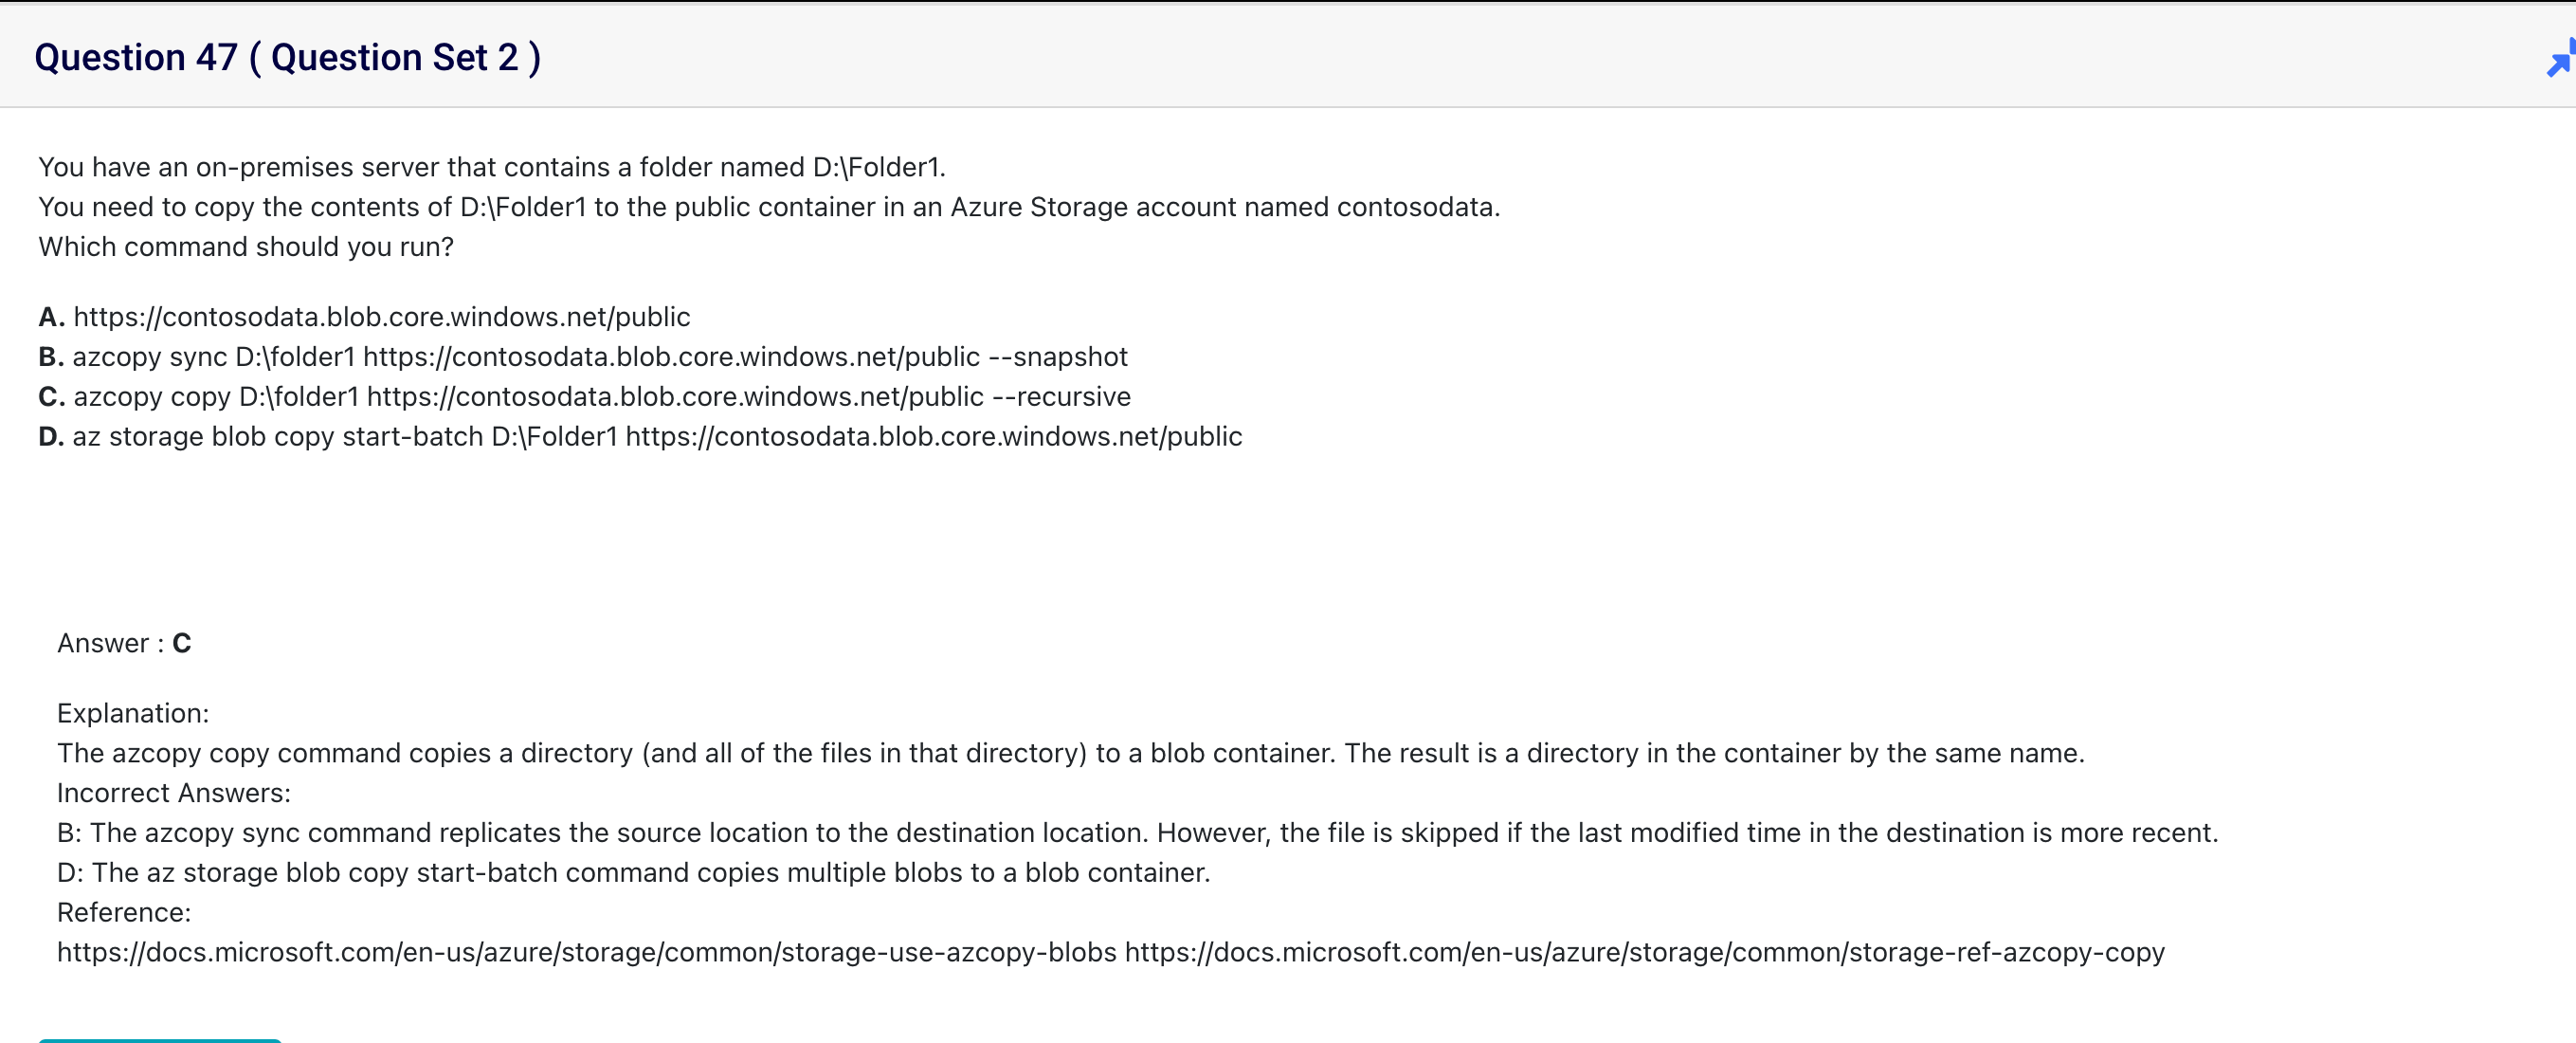 Question 47 ( Question Set 2 )
You have an on-premises server that contains a folder named D:\Folder1.
You need to copy the contents of D:\Folder1 to the public container in an Azure Storage account named contosodata.
Which command should you run?
A. https://contosodata.blob.core.windows.net/public
B. azcopy sync D:\folder1 https://contosodata.blob.core.windows.net/public --snapshot
C. azcopy copy D:\folder1 https://contosodata.blob.core.windows.net/public --recursive
D. az storage blob copy start-batch D:\Folder1 https://contosodata.blob.core.windows.net/public
Answer : C
Explanation:
The azcopy copy command copies a directory (and all of the files in that directory) to a blob container. The result is a directory in the container by the same name.
Incorrect Answers:
B: The azcopy sync command replicates the source location to the destination location. However, the file is skipped if the last modified time in the destination is more recent.
D: The az storage blob copy start-batch command copies multiple blobs to a blob container.
Reference:
https://docs.microsoft.com/en-us/azure/storage/common/storage-use-azcopy-blobs https://docs.microsoft.com/en-us/azure/storage/common/storage-ref-azcopy-copy